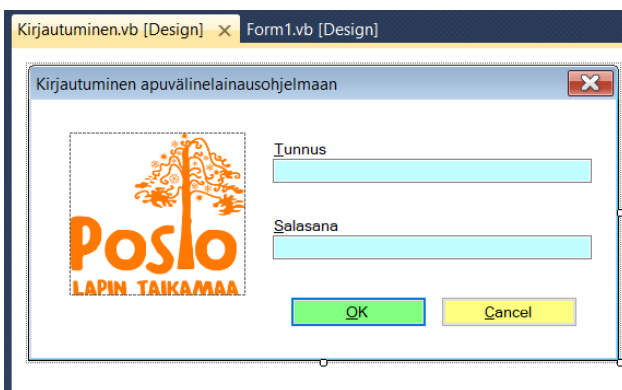 Kirjautuminen.vb [Design] Form1.vb [Design]
Kirjautuminen apuvälinelainausohjelmaan
Tunnus
Salasana
Posio
LAPIN TAIKAMAA
OK Cancel